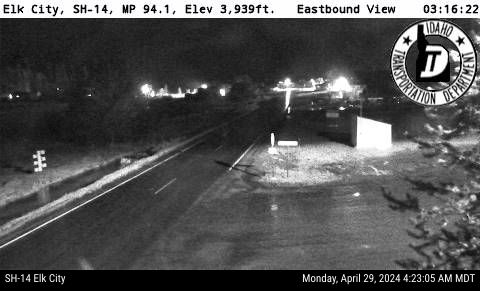 Elk City, SH-14, MP 94.1, Elev 3,939ft. Eastbound View 03:16:22
IDAHO
TRANSPORTATION DEPARTMENT
SH-14 Elk City Monday, April 29, 2024 4:23:05 AM MDT